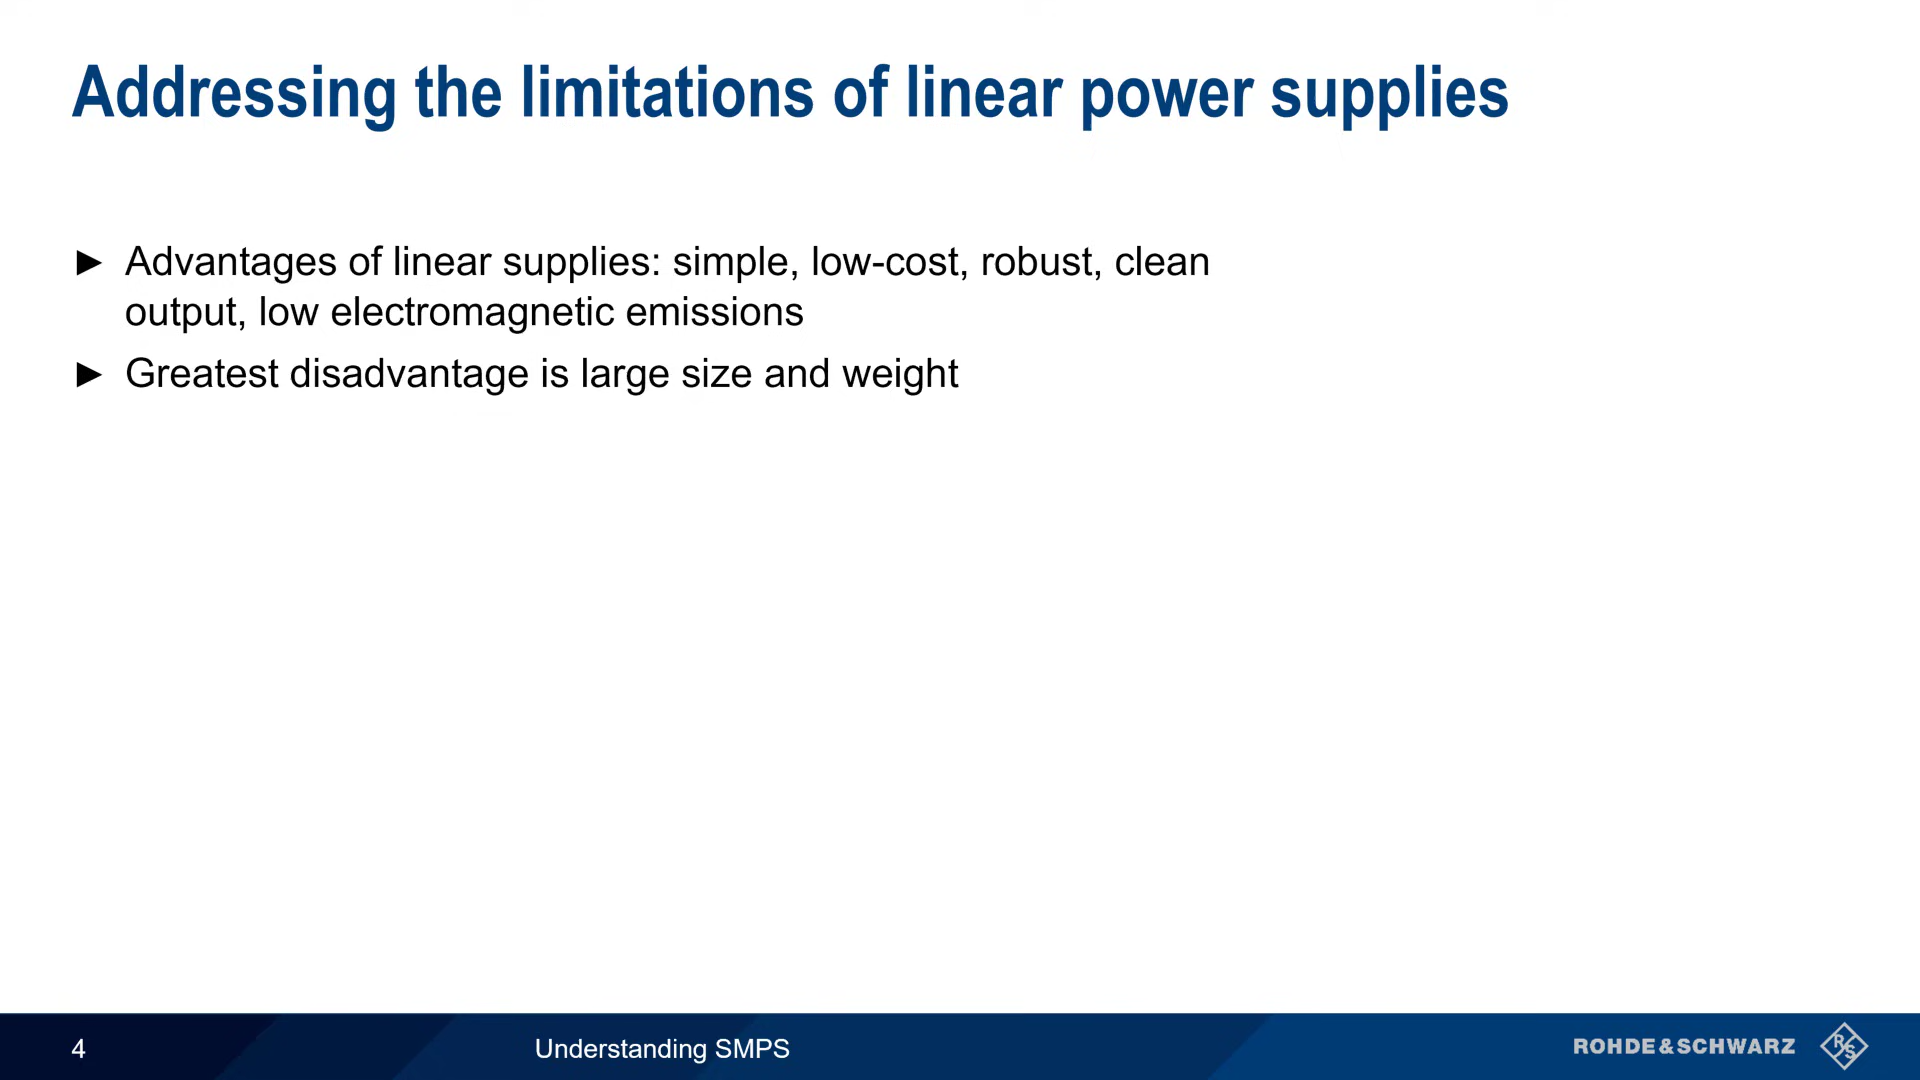 Addressing the limitations of linear power supplies
► Advantages of linear supplies: simple, low-cost, robust, clean
output, low electromagnetic emissions
► Greatest disadvantage is large size and weight
4
Understanding SMPS
ROHDE&SCHWARZ
R S